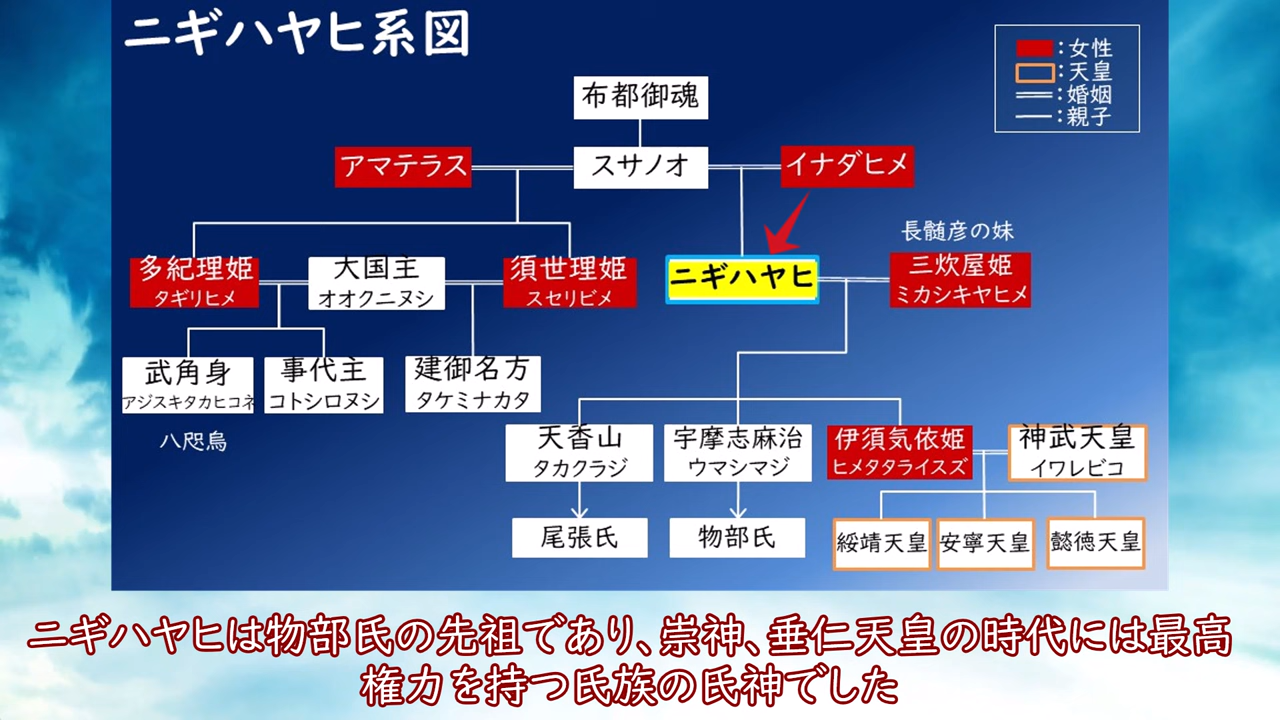 ニギハヤヒ系図
:女性
:天皇
:婚姻
:親子
布都御魂
アマテラス
スサノオ
イナダヒメ
長髄彦の妹
多紀理姫
タギリヒメ
大国主
オオクニヌシ
須世理姫
スセリビメ
ニギハヤヒ
三炊屋姫
ミカシキヤヒメ
武角身
アジスキタカヒコネ
事代主
コトシロヌシ
建御名方
タケミナカタ
八咫烏
天香山
タカクラジ
宇摩志麻治
ウマシマジ
伊須気依姫
ヒメタタライスズ
神武天皇
イワレビコ
尾張氏
物部氏
綏靖天皇
安寧天皇
懿徳天皇
ニギハヤヒは物部氏の先祖であり、崇神、垂仁天皇の時代には最高
権力を持つ氏族の氏神でした